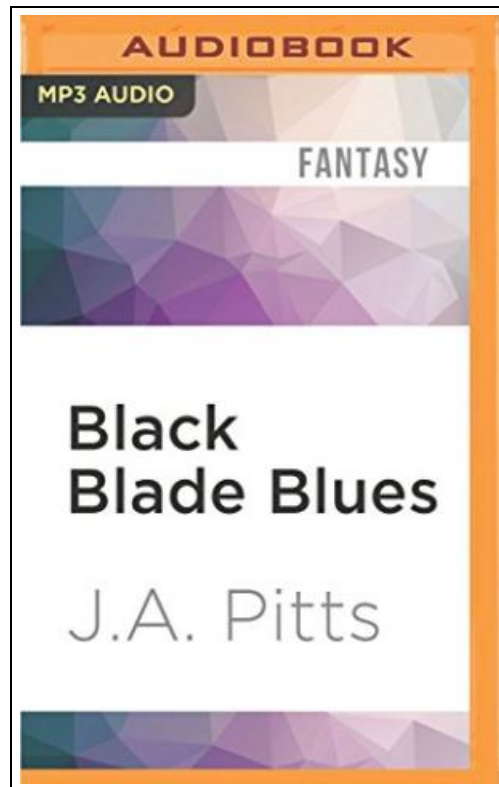 AUDIOBOOK
MP3 AUDIO
FANTASY
Black
Blade Blues
J.A. Pitts